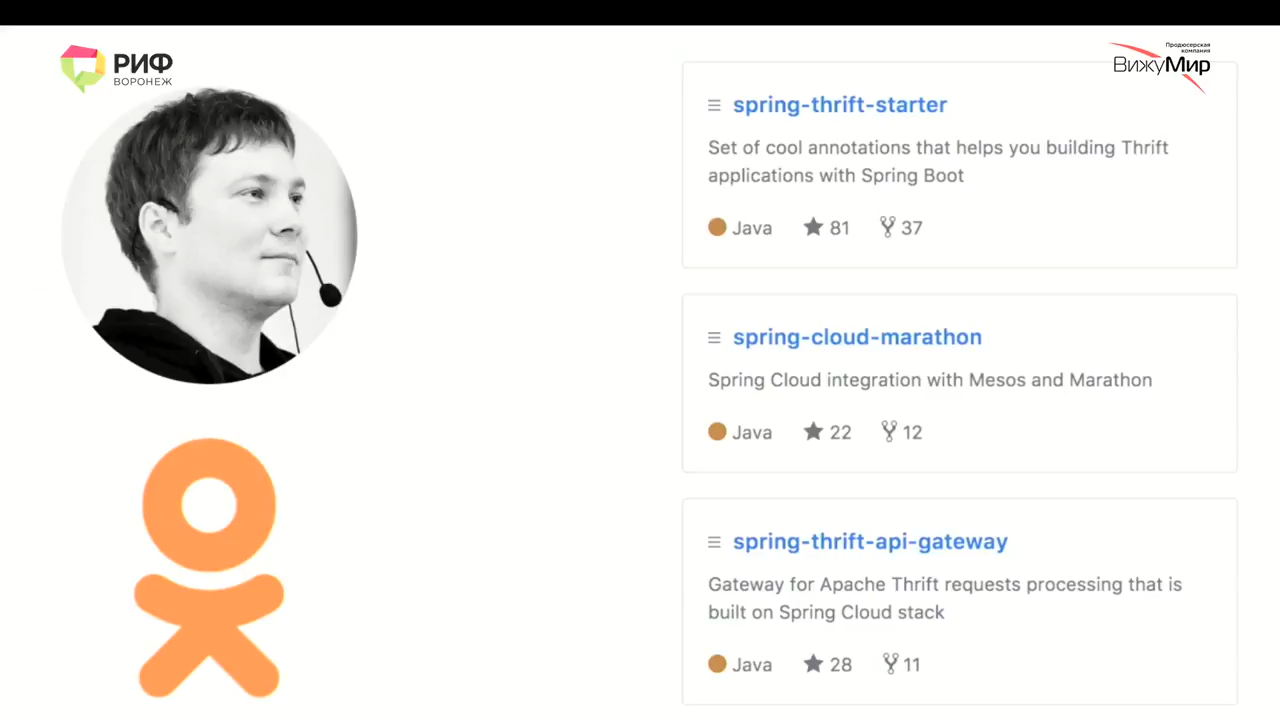 РИФ
ВОРОНЕЖ
Продюсерская
компания
ВижуМир
spring-thrift-starter
Set of cool annotations that helps you building Thrift
applications with Spring Boot
Java 81 37
spring-cloud-marathon
Spring Cloud integration with Mesos and Marathon
Java 22 12
spring-thrift-api-gateway
Gateway for Apache Thrift requests processing that is
built on Spring Cloud stack
Java 28 11